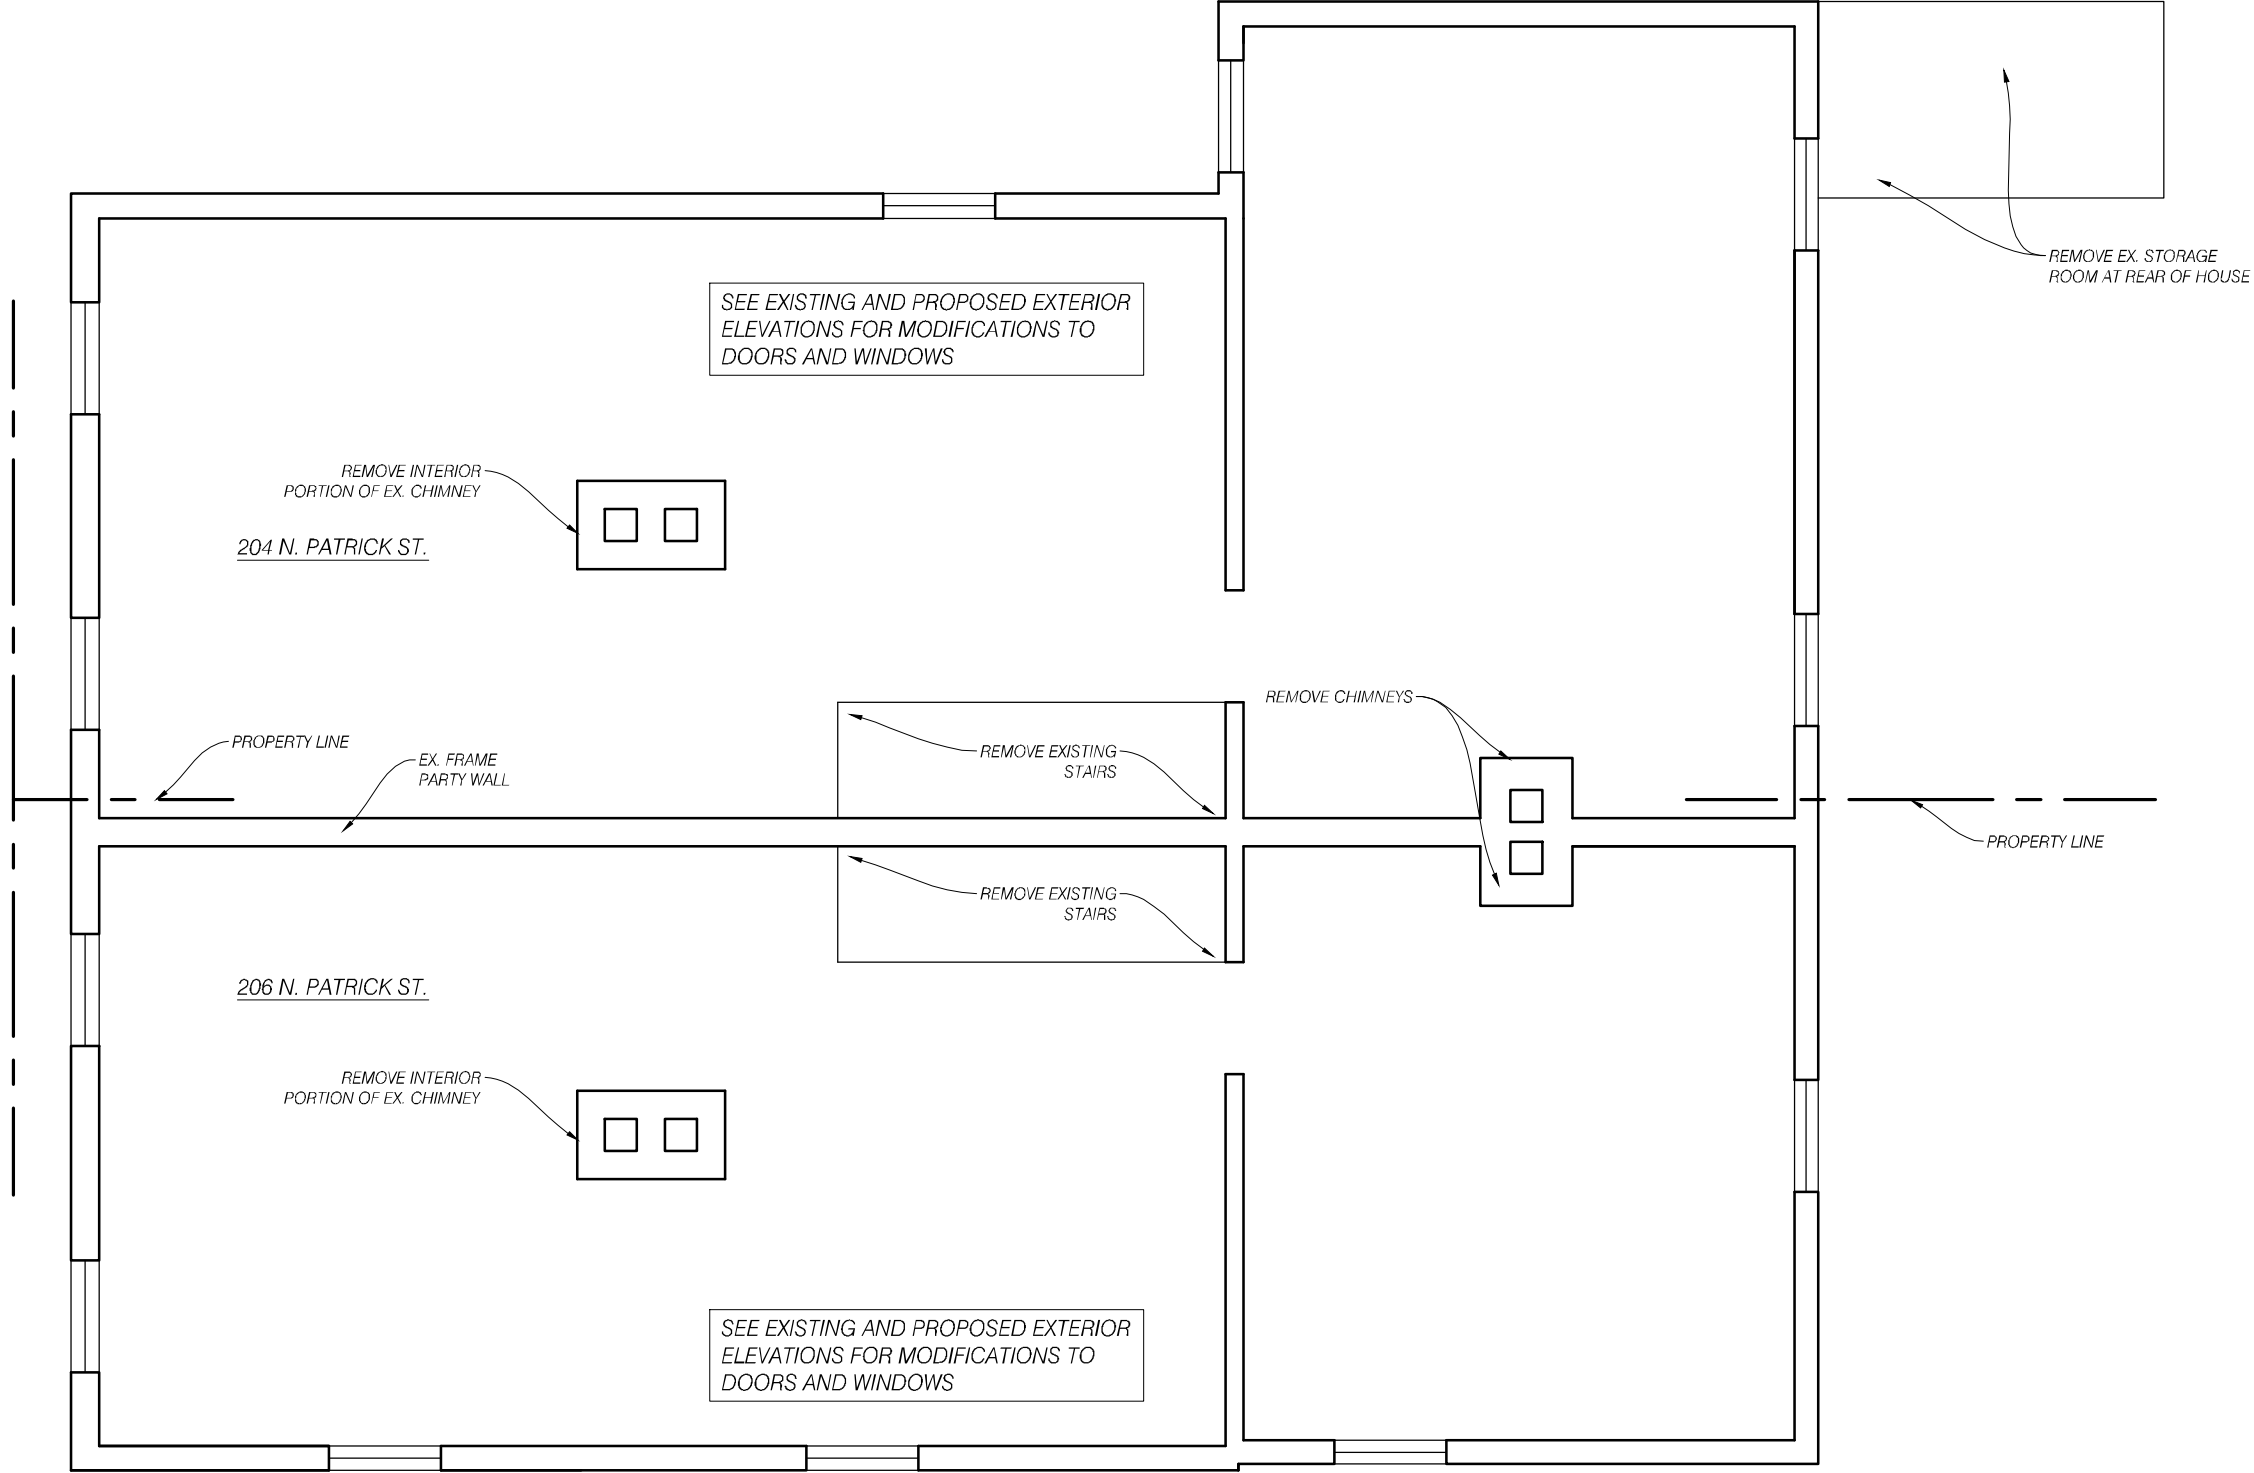 REMOVE EX. STORAGE
ROOM AT REAR OF HOUSE
SEE EXISTING AND PROPOSED EXTERIOR
ELEVATIONS FOR MODIFICATIONS TO
DOORS AND WINDOWS
REMOVE INTERIOR
PORTION OF EX. CHIMNEY
204 N. PATRICK ST.
REMOVE CHIMNEYS
PROPERTY LINE
EX. FRAME
PARTY WALL
REMOVE EXISTING
STAIRS
PROPERTY LINE
REMOVE EXISTING
STAIRS
206 N. PATRICK ST.
REMOVE INTERIOR
PORTION OF EX. CHIMNEY
SEE EXISTING AND PROPOSED EXTERIOR
ELEVATIONS FOR MODIFICATIONS TO
DOORS AND WINDOWS